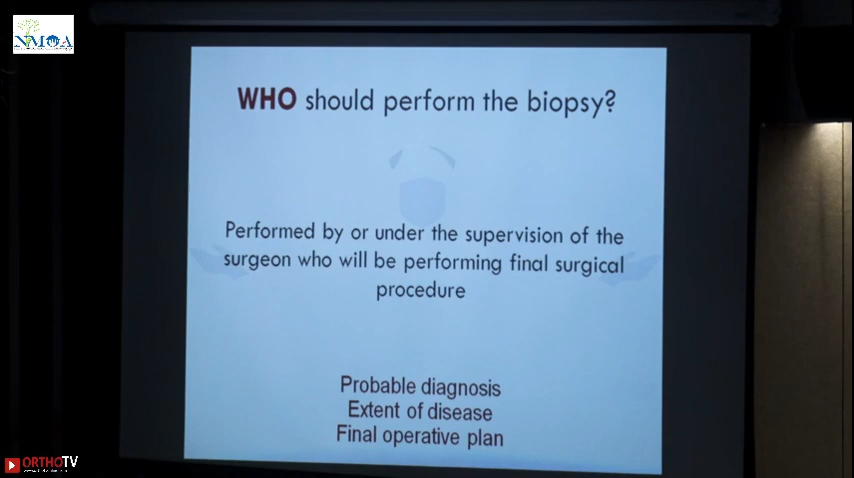 NMOA
WHO should perform the biopsy?
Performed by or under the supervision of the
surgeon who will be performing final surgical
procedure
Probable diagnosis
Extent of disease
Final operative plan
ORTHOTV